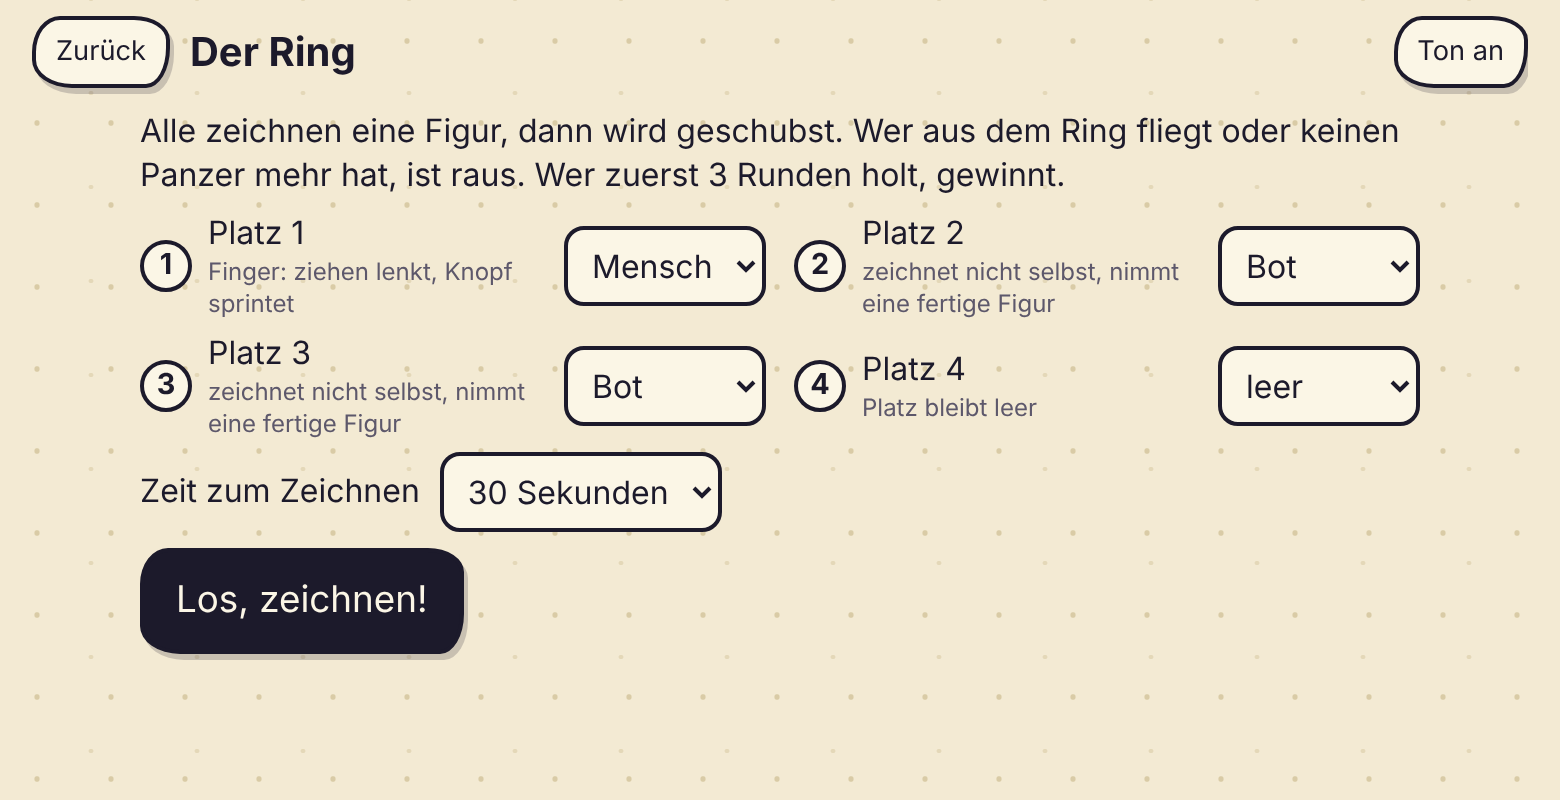 Zurück
Der Ring
Ton an
Alle zeichnen eine Figur, dann wird geschubst. Wer aus dem Ring fliegt oder keinen
Panzer mehr hat, ist raus. Wer zuerst 3 Runden holt, gewinnt.
1
Platz 1
Finger: ziehen lenkt, Knopf
sprintet
Mensch
2
Platz 2
zeichnet nicht selbst, nimmt
eine fertige Figur
Bot
3
Platz 3
zeichnet nicht selbst, nimmt
eine fertige Figur
Bot
4
Platz 4
Platz bleibt leer
leer
Zeit zum Zeichnen
30 Sekunden
Los, zeichnen!